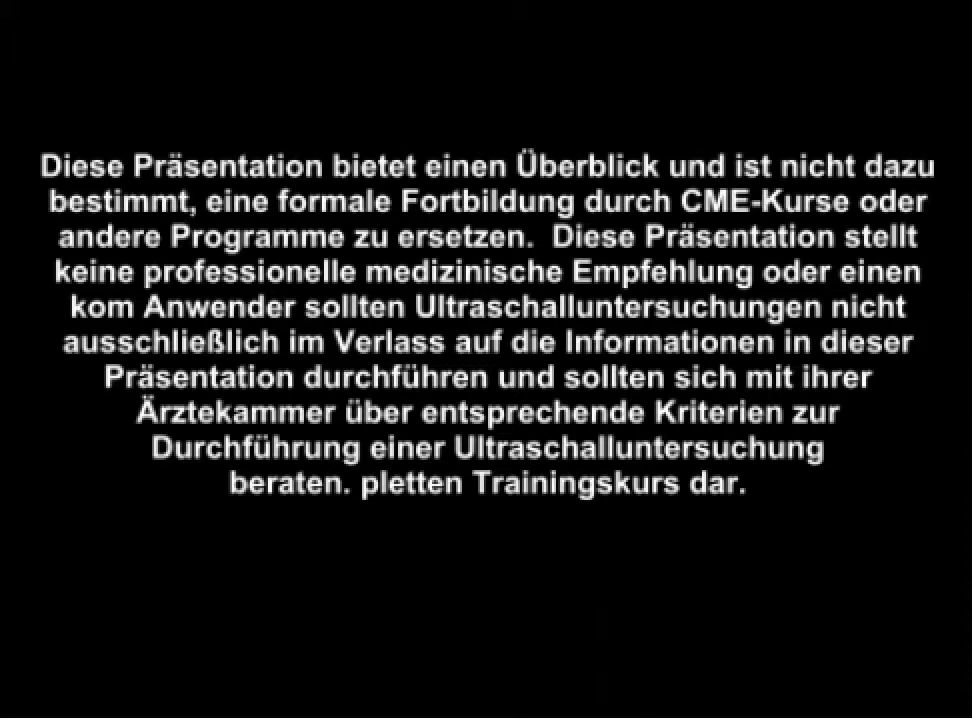 Diese Präsentation bietet einen Überblick und ist nicht dazu
bestimmt, eine formale Fortbildung durch CME-Kurse oder
andere Programme zu ersetzen.  Diese Präsentation stellt
keine professionelle medizinische Empfehlung oder einen
kom Anwender sollten Ultraschalluntersuchungen nicht
ausschließlich im Verlass auf die Informationen in dieser
Präsentation durchführen und sollten sich mit ihrer
Ärztekammer über entsprechende Kriterien zur
Durchführung einer Ultraschalluntersuchung
beraten. pletten Trainingskurs dar.